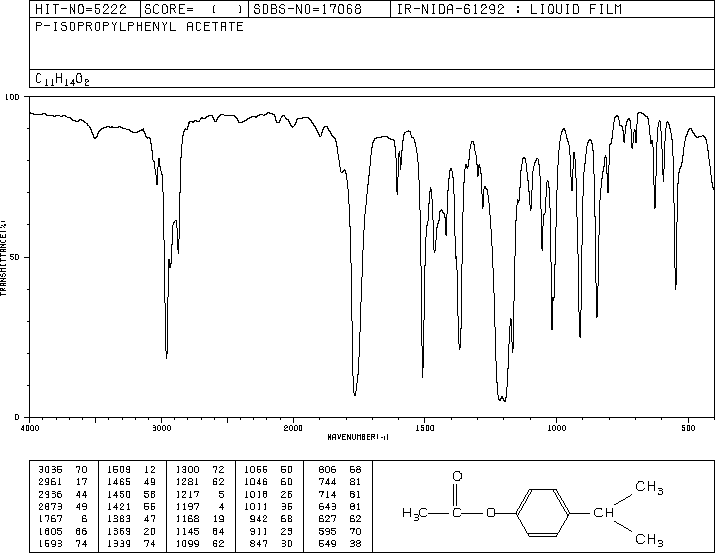 HIT-NO=5222 SCORE= ( ) SDBS-NO=17068 IR-NIDA-61292 : LIQUID FILM
P-ISOPROPYLPHENYL ACETATE
C11H14O2
100
TRANSMITTANCE(%)
50
0
4000 3000 2000 1500 1000 500
WAVENUMBER(-1)
3036 70 1509 12 1300 72 1066 60 806 68
2961 17 1465 49 1281 62 1046 60 744 81
2936 44 1450 58 1217 5 1018 26 714 81
2873 49 1421 55 1197 4 1011 36 643 81
1767 6 1383 47 1168 19 942 68 627 62
1605 66 1369 20 1145 64 911 23 595 70
1593 74 1339 74 1099 62 847 30 549 38
O
H3C C O CH CH3
CH3